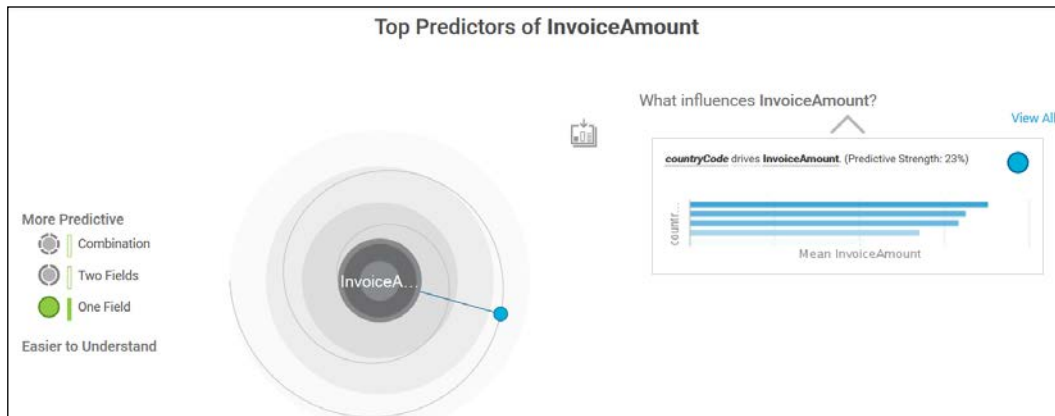 Top Predictors of InvoiceAmount
What influences InvoiceAmount?
View All
countryCode drives InvoiceAmount. (Predictive Strength: 23%)
countr...
Mean InvoiceAmount
More Predictive
Combination
Two Fields
One Field
Easier to Understand
InvoiceA...